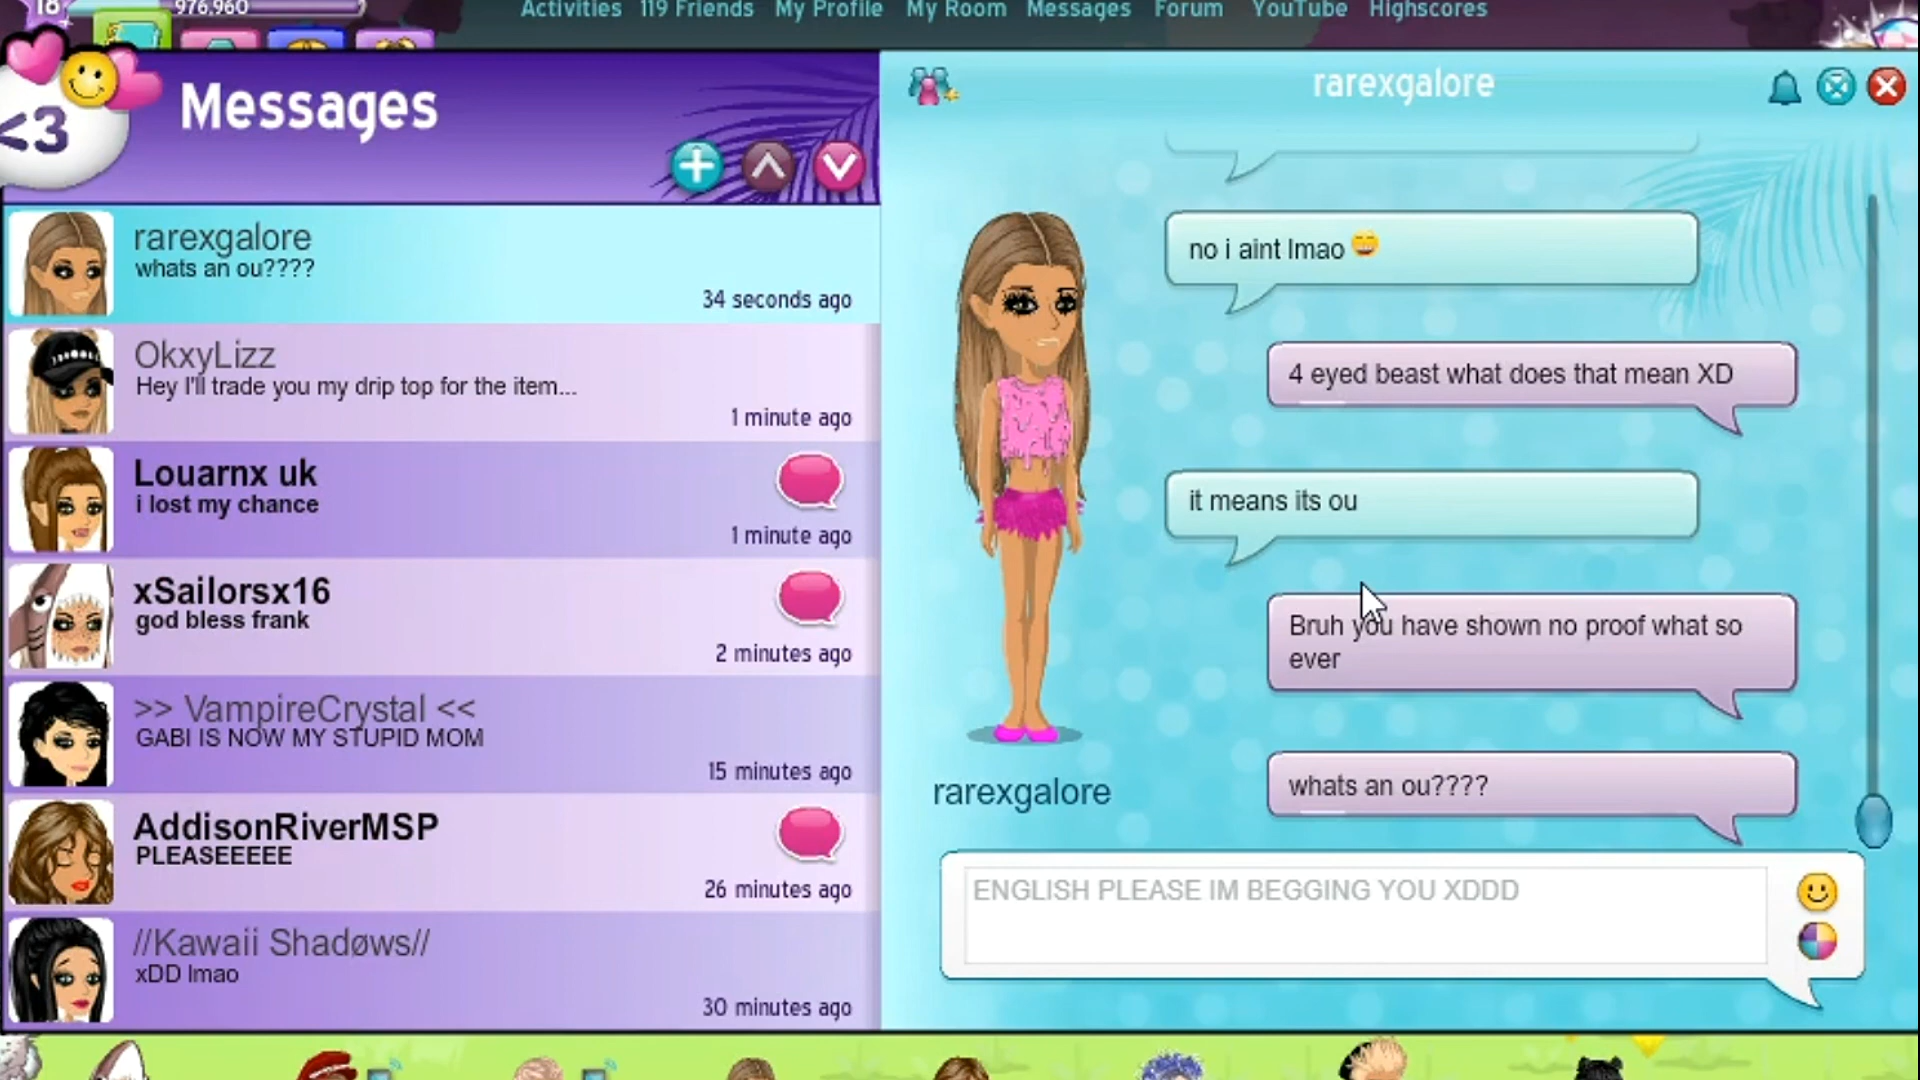 18
976,960
Activities 119 Friends My Profile My Room Messages Forum YouTube Highscores
<3
Messages
rarexgalore
whats an ou????
34 seconds ago
OkxyLizz
Hey I'll trade you my drip top for the item...
1 minute ago
Louarnx uk
i lost my chance
1 minute ago
xSailorsx16
god bless frank
2 minutes ago
>> VampireCrystal <<
GABI IS NOW MY STUPID MOM
15 minutes ago
AddisonRiverMSP
PLEASEEEEE
26 minutes ago
//Kawaii Shadøws//
xDD lmao
30 minutes ago
rarexgalore
no i aint lmao 😄
4 eyed beast what does that mean XD
it means its ou
Bruh you have shown no proof what so
ever
whats an ou????
rarexgalore
ENGLISH PLEASE IM BEGGING YOU XDDD